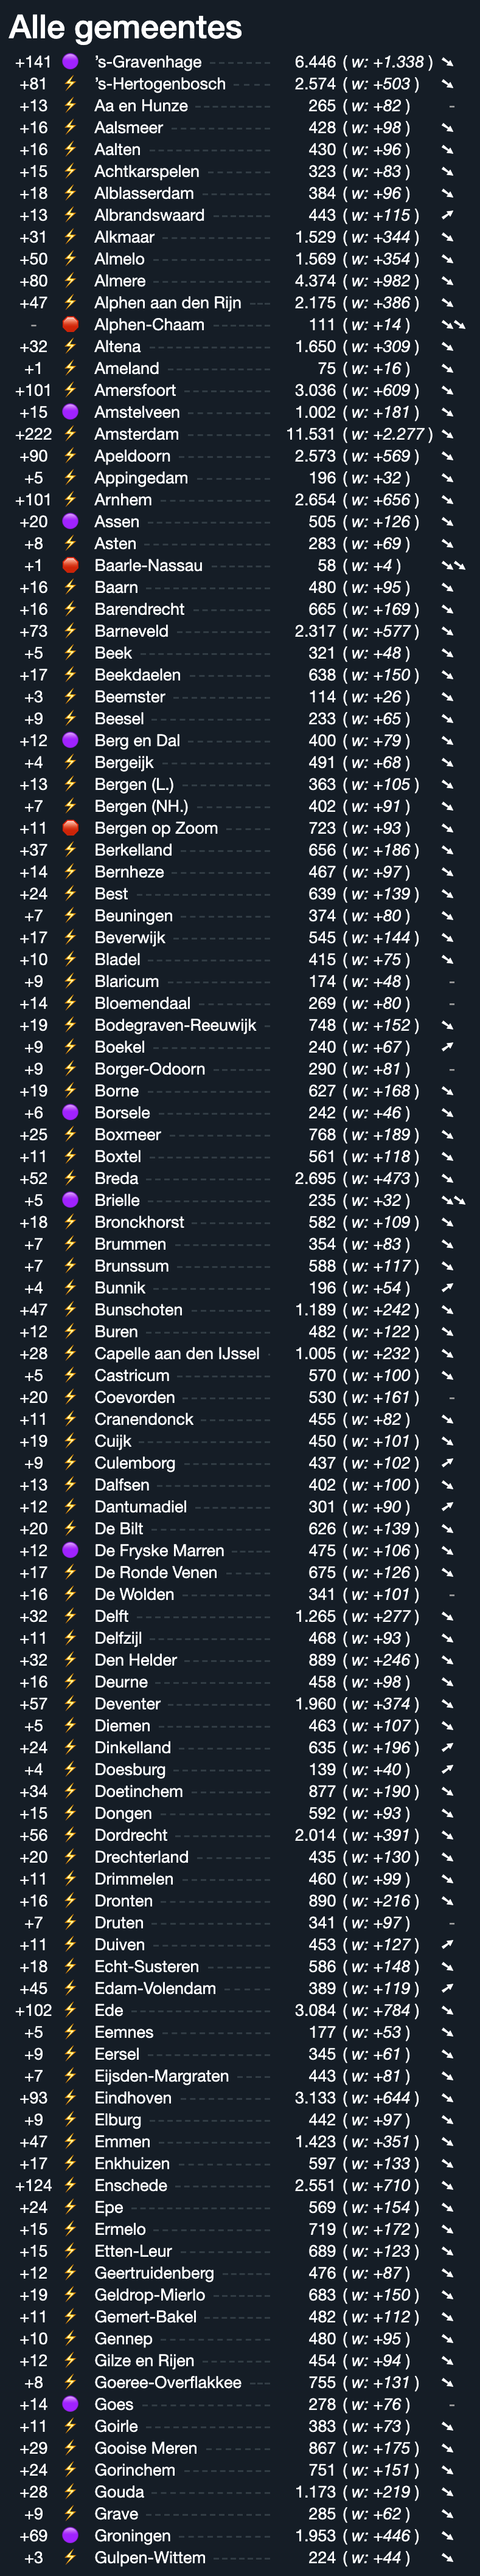 Alle gemeentes
+141 's-Gravenhage 6.446 ( w: +1.338 )
+81 's-Hertogenbosch 2.574 ( w: +503 )
+13 Aa en Hunze 265 ( w: +82 ) -
+16 Aalsmeer 428 ( w: +98 )
+16 Aalten 430 ( w: +96 )
+15 Achtkarspelen 323 ( w: +83 )
+18 Alblasserdam 384 ( w: +96 )
+13 Albrandswaard 443 ( w: +115 )
+31 Alkmaar 1.529 ( w: +344 )
+50 Almelo 1.569 ( w: +354 )
+80 Almere 4.374 ( w: +982 )
+47 Alphen aan den Rijn 2.175 ( w: +386 )
- Alphen-Chaam 111 ( w: +14 )
+32 Altena 1.650 ( w: +309 )
+1 Ameland 75 ( w: +16 )
+101 Amersfoort 3.036 ( w: +609 )
+15 Amstelveen 1.002 ( w: +181 )
+222 Amsterdam 11.531 ( w: +2.277 )
+90 Apeldoorn 2.573 ( w: +569 )
+5 Appingedam 196 ( w: +32 )
+101 Arnhem 2.654 ( w: +656 )
+20 Assen 505 ( w: +126 )
+8 Asten 283 ( w: +69 )
+1 Baarle-Nassau 58 ( w: +4 )
+16 Baarn 480 ( w: +95 )
+16 Barendrecht 665 ( w: +169 )
+73 Barneveld 2.317 ( w: +577 )
+5 Beek 321 ( w: +48 )
+17 Beekdaelen 638 ( w: +150 )
+3 Beemster 114 ( w: +26 )
+9 Beesel 233 ( w: +65 )
+12 Berg en Dal 400 ( w: +79 )
+4 Bergeijk 491 ( w: +68 )
+13 Bergen (L.) 363 ( w: +105 )
+7 Bergen (NH.) 402 ( w: +91 )
+11 Bergen op Zoom 723 ( w: +93 )
+37 Berkelland 656 ( w: +186 )
+14 Bernheze 467 ( w: +97 )
+24 Best 639 ( w: +139 )
+7 Beuningen 374 ( w: +80 )
+17 Beverwijk 545 ( w: +144 )
+10 Bladel 415 ( w: +75 )
+9 Blaricum 174 ( w: +48 ) -
+14 Bloemendaal 269 ( w: +80 ) -
+19 Bodegraven-Reeuwijk 748 ( w: +152 )
+9 Boekel 240 ( w: +67 )
+9 Borger-Odoorn 290 ( w: +81 ) -
+19 Borne 627 ( w: +168 )
+6 Borsele 242 ( w: +46 )
+25 Boxmeer 768 ( w: +189 )
+11 Boxtel 561 ( w: +118 )
+52 Breda 2.695 ( w: +473 )
+5 Brielle 235 ( w: +32 )
+18 Bronckhorst 582 ( w: +109 )
+7 Brummen 354 ( w: +83 )
+7 Brunssum 588 ( w: +117 )
+4 Bunnik 196 ( w: +54 )
+47 Bunschoten 1.189 ( w: +242 )
+12 Buren 482 ( w: +122 )
+28 Capelle aan den IJssel 1.005 ( w: +232 )
+5 Castricum 570 ( w: +100 )
+20 Coevorden 530 ( w: +161 ) -
+11 Cranendonck 455 ( w: +82 )
+19 Cuijk 450 ( w: +101 )
+9 Culemborg 437 ( w: +102 )
+13 Dalfsen 402 ( w: +100 )
+12 Dantumadiel 301 ( w: +90 )
+20 De Bilt 626 ( w: +139 )
+12 De Fryske Marren 475 ( w: +106 )
+17 De Ronde Venen 675 ( w: +126 )
+16 De Wolden 341 ( w: +101 ) -
+32 Delft 1.265 ( w: +277 )
+11 Delfzijl 468 ( w: +93 )
+32 Den Helder 889 ( w: +246 )
+16 Deurne 458 ( w: +98 )
+57 Deventer 1.960 ( w: +374 )
+5 Diemen 463 ( w: +107 )
+24 Dinkelland 635 ( w: +196 )
+4 Doesburg 139 ( w: +40 )
+34 Doetinchem 877 ( w: +190 )
+15 Dongen 592 ( w: +93 )
+56 Dordrecht 2.014 ( w: +391 )
+20 Drechterland 435 ( w: +130 )
+11 Drimmelen 460 ( w: +99 )
+16 Dronten 890 ( w: +216 )
+7 Druten 341 ( w: +97 ) -
+11 Duiven 453 ( w: +127 )
+18 Echt-Susteren 586 ( w: +148 )
+45 Edam-Volendam 389 ( w: +119 )
+102 Ede 3.084 ( w: +784 )
+5 Eemnes 177 ( w: +53 )
+9 Eersel 345 ( w: +61 )
+7 Eijsden-Margraten 443 ( w: +81 )
+93 Eindhoven 3.133 ( w: +644 )
+9 Elburg 442 ( w: +97 )
+47 Emmen 1.423 ( w: +351 )
+17 Enkhuizen 597 ( w: +133 )
+124 Enschede 2.551 ( w: +710 )
+24 Epe 569 ( w: +154 )
+15 Ermelo 719 ( w: +172 )
+15 Etten-Leur 689 ( w: +123 )
+12 Geertruidenberg 476 ( w: +87 )
+19 Geldrop-Mierlo 683 ( w: +150 )
+11 Gemert-Bakel 482 ( w: +112 )
+10 Gennep 480 ( w: +95 )
+12 Gilze en Rijen 454 ( w: +94 )
+8 Goeree-Overflakkee 755 ( w: +131 )
+14 Goes 278 ( w: +76 ) -
+11 Goirle 383 ( w: +73 )
+29 Gooise Meren 867 ( w: +175 )
+24 Gorinchem 751 ( w: +151 )
+28 Gouda 1.173 ( w: +219 )
+9 Grave 285 ( w: +62 )
+69 Groningen 1.953 ( w: +446 )
+3 Gulpen-Wittem 224 ( w: +44 )